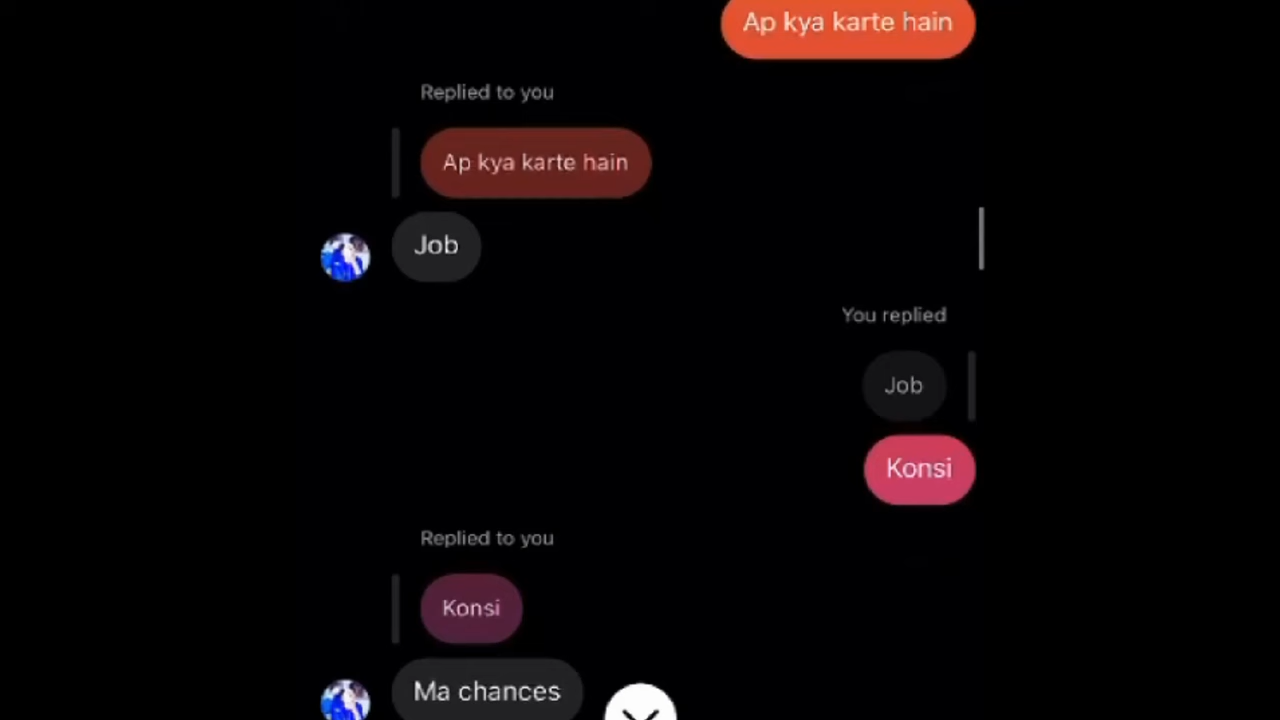 Ap kya karte hain
Replied to you
Ap kya karte hain
Job
You replied
Job
Konsi
Replied to you
Konsi
Ma chances